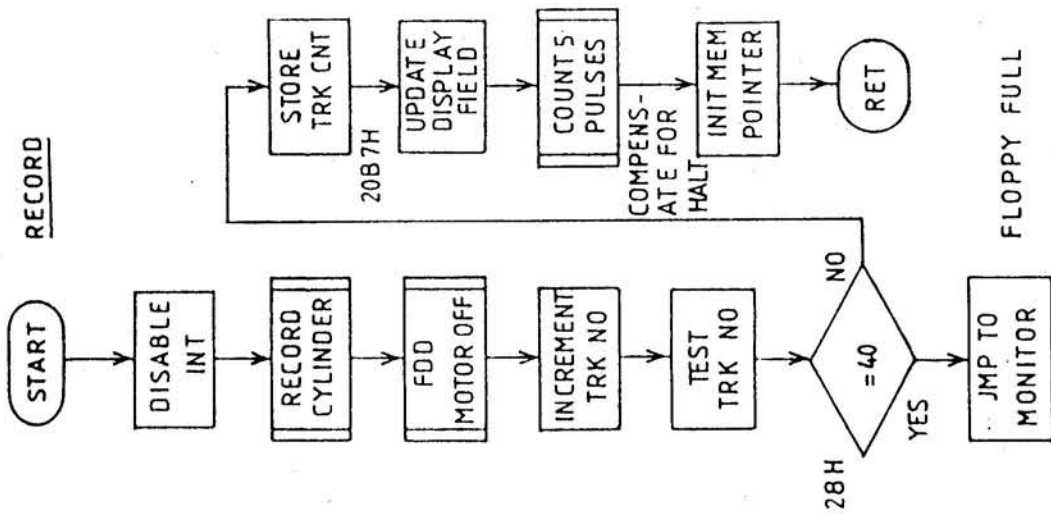 RECORD
START
DISABLE
INT
RECORD
CYLINDER
FDD
MOTOR OFF
INCREMENT
TRK NO
TEST
TRK NO
=40
28H
NO
YES
JMP TO
MONITOR
STORE
TRK CNT
20B7H
UPDATE
DISPLAY
FIELD
COUNT 5
PULSES
COMPENS-
ATE FOR
HALT
INIT MEM
POINTER
RET
FLOPPY FULL